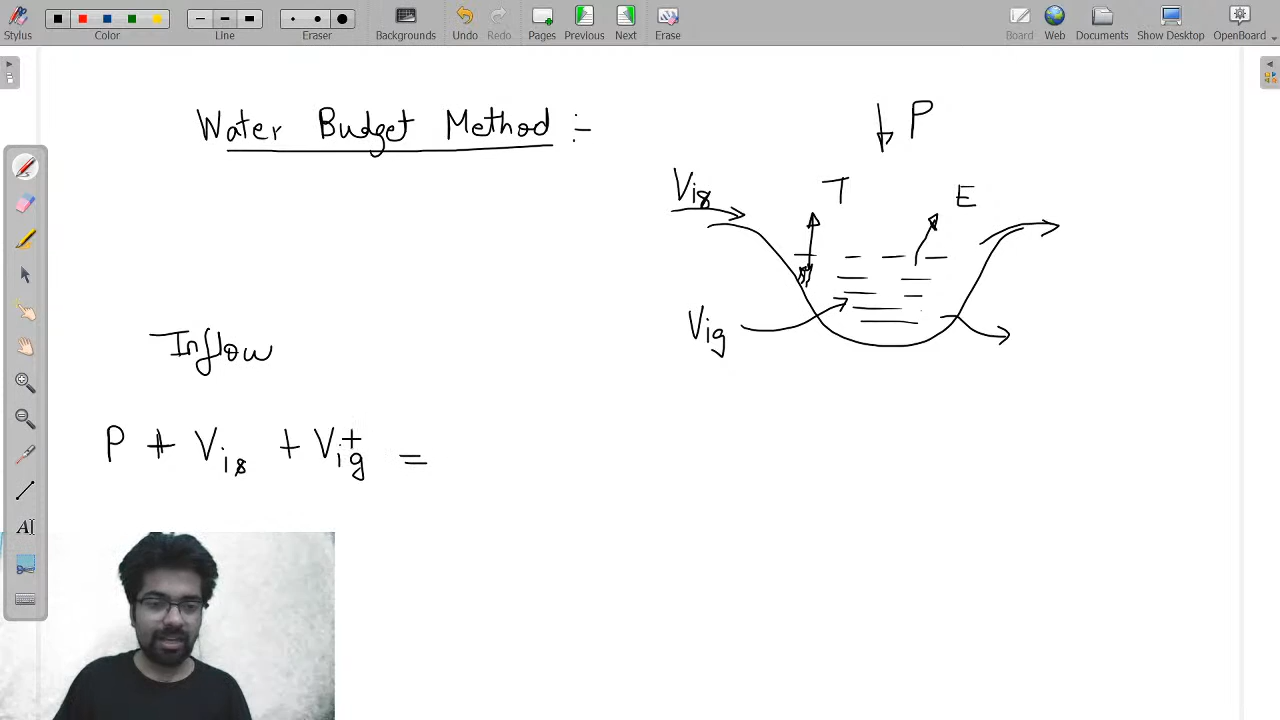 Stylus
Color
Line
Eraser
Backgrounds
Undo
Redo
Pages
Previous
Next
Erase
Board
Web
Documents
Show Desktop
OpenBoard
Water Budget Method :-
P
Vis
T
E
Vig
Inflow
P + Vis + Vig + =
AI